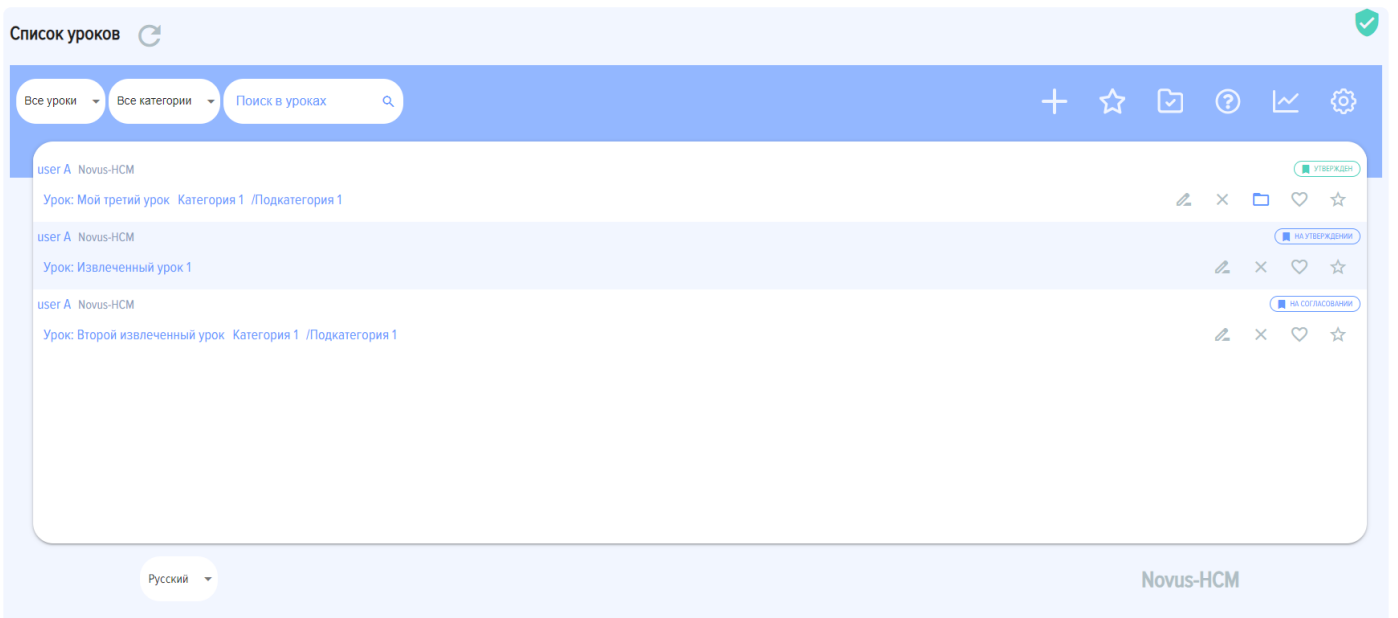 Список уроков
Все уроки Все категории Поиск в уроках
user A Novus-HCM УТВЕРЖДЕН
Урок: Мой третий урок Категория 1 /Подкатегория 1
user A Novus-HCM НА УТВЕРЖДЕНИИ
Урок: Извлеченный урок 1
user A Novus-HCM НА СОГЛАСОВАНИИ
Урок: Второй извлеченный урок Категория 1 /Подкатегория 1
Русский Novus-HCM